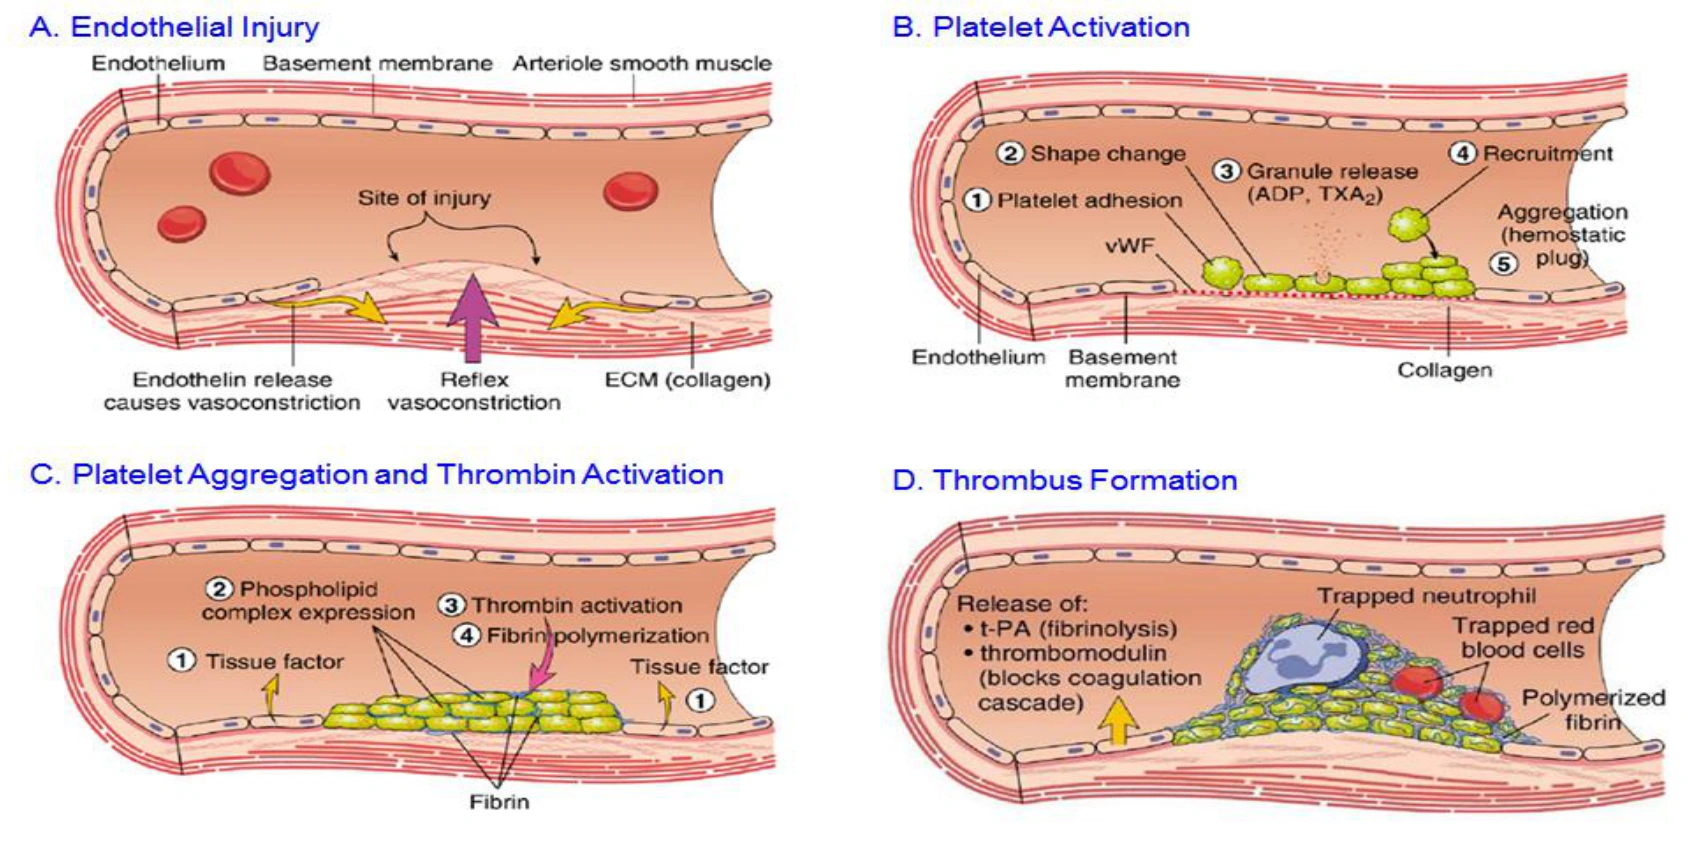 A. Endothelial Injury
Endothelium
Basement membrane
Arteriole smooth muscle
Site of injury
Endothelin release
causes vasoconstriction
Reflex
vasoconstriction
ECM (collagen)
B. Platelet Activation
2 Shape change
3 Granule release
(ADP, TXA2)
4 Recruitment
1 Platelet adhesion
vWF
Aggregation
(hemostatic
5 plug)
Endothelium
Basement
membrane
Collagen
C. Platelet Aggregation and Thrombin Activation
2 Phospholipid
complex expression
3 Thrombin activation
4 Fibrin polymerization
1 Tissue factor
Tissue factor
1
Fibrin
D. Thrombus Formation
Release of:
• t-PA (fibrinolysis)
• thrombomodulin
(blocks coagulation
cascade)
Trapped neutrophil
Trapped red
blood cells
Polymerized
fibrin